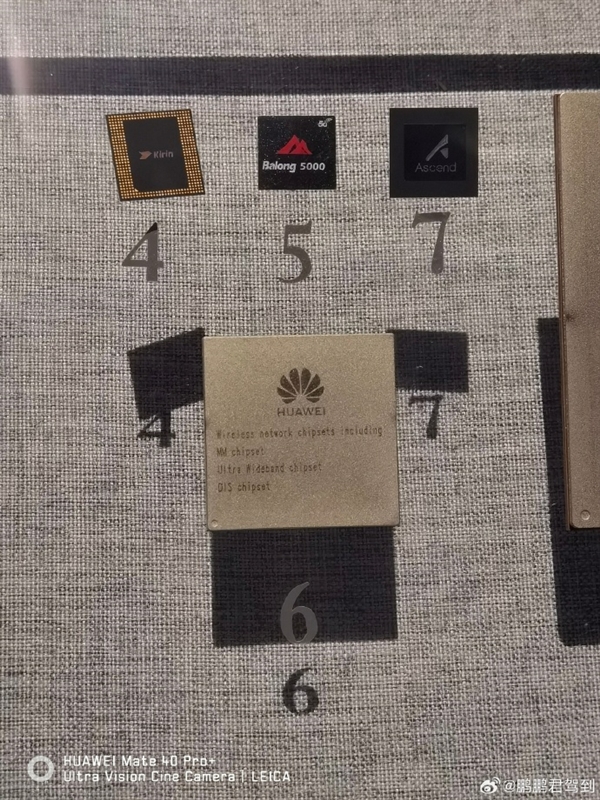 Kirin
5G
Balong 5000
Ascend
4
5
7
HUAWEI
Wireless network chipsets including
MM chipset
Ultra Wideband chipset
DIS chipset
4
7
6
6
HUAWEI Mate 40 Pro+
Ultra Vision Cine Camera | LEICA
@鹏鹏君驾到